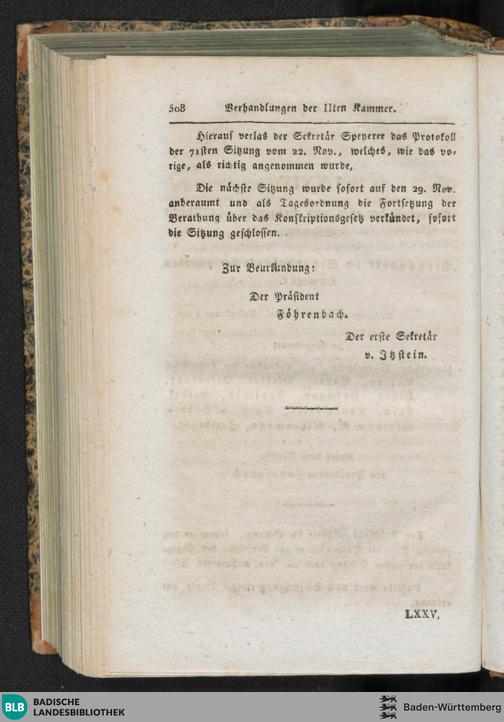 508 Verhandlungen der IIten Kammer.
Hierauf verlas der Sekretär Speyerer das Protokoll
der 71sten Sitzung vom 22. Nov., welches, wie das vo-
rige, als richtig angenommen wurde,
Die nächste Sitzung wurde sofort auf den 29. Nov.
anberaumt und als Tagesordnung die Fortsetzung der
Berathung über das Konskriptionsgesetz verkündet, sofort
die Sitzung geschlossen.
Zur Beurkundung:
Der Präsident
Föhrenbach.
Der erste Sekretär
v. Itzstein.
LXXV.
BLB BADISCHE
LANDESBIBLIOTHEK
Baden-Württemberg